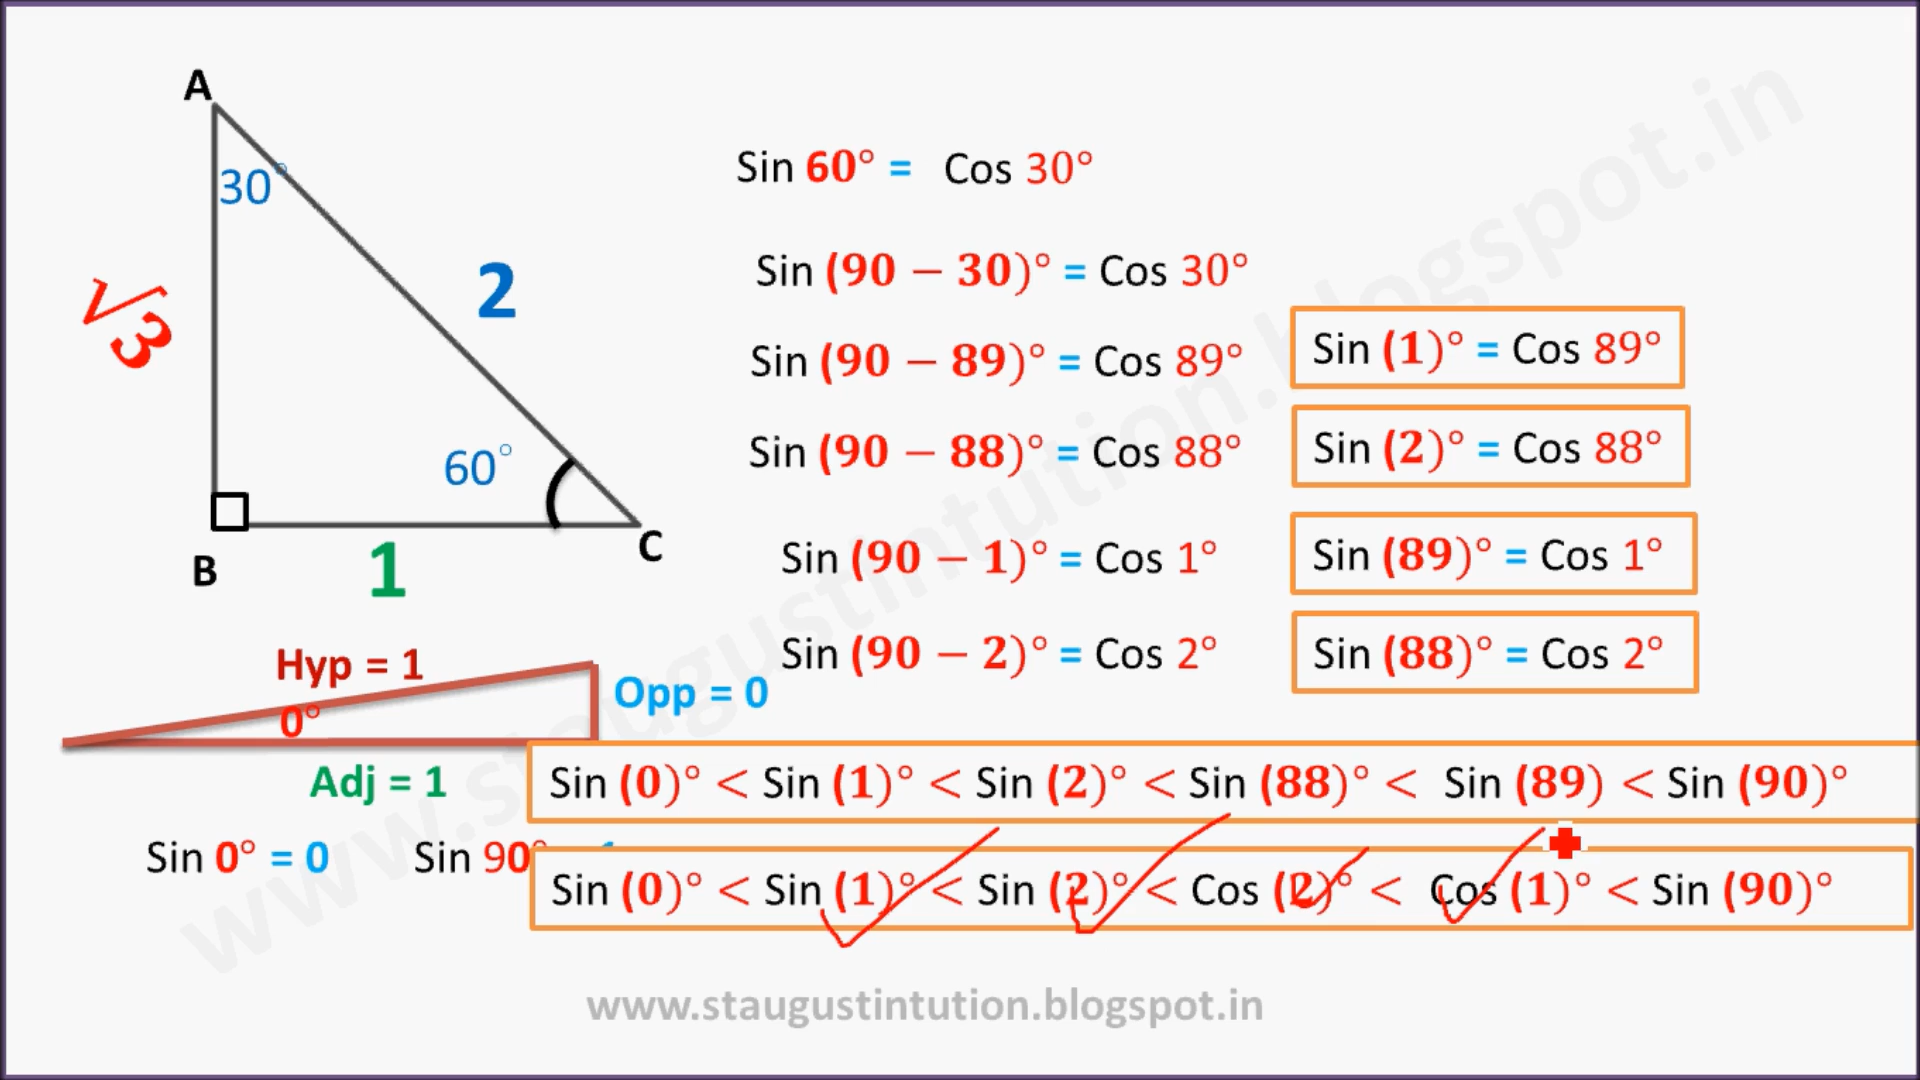 A
30°
√3
2
60°
B
C
1
Sin 60° = Cos 30°
Sin (90 − 30)° = Cos 30°
Sin (90 − 89)° = Cos 89°
Sin (1)° = Cos 89°
Sin (90 − 88)° = Cos 88°
Sin (2)° = Cos 88°
Sin (90 − 1)° = Cos 1°
Sin (89)° = Cos 1°
Sin (90 − 2)° = Cos 2°
Sin (88)° = Cos 2°
Hyp = 1
0°
Opp = 0
Adj = 1
Sin (0)° < Sin (1)° < Sin (2)° < Sin (88)° < Sin (89) < Sin (90)°
Sin 0° = 0
Sin 90°
Sin (0)° < Sin (1)° < Sin (2)° < Cos (2)° < Cos (1)° < Sin (90)°
www.staugustintution.blogspot.in
www.staugustintution.blogspot.in